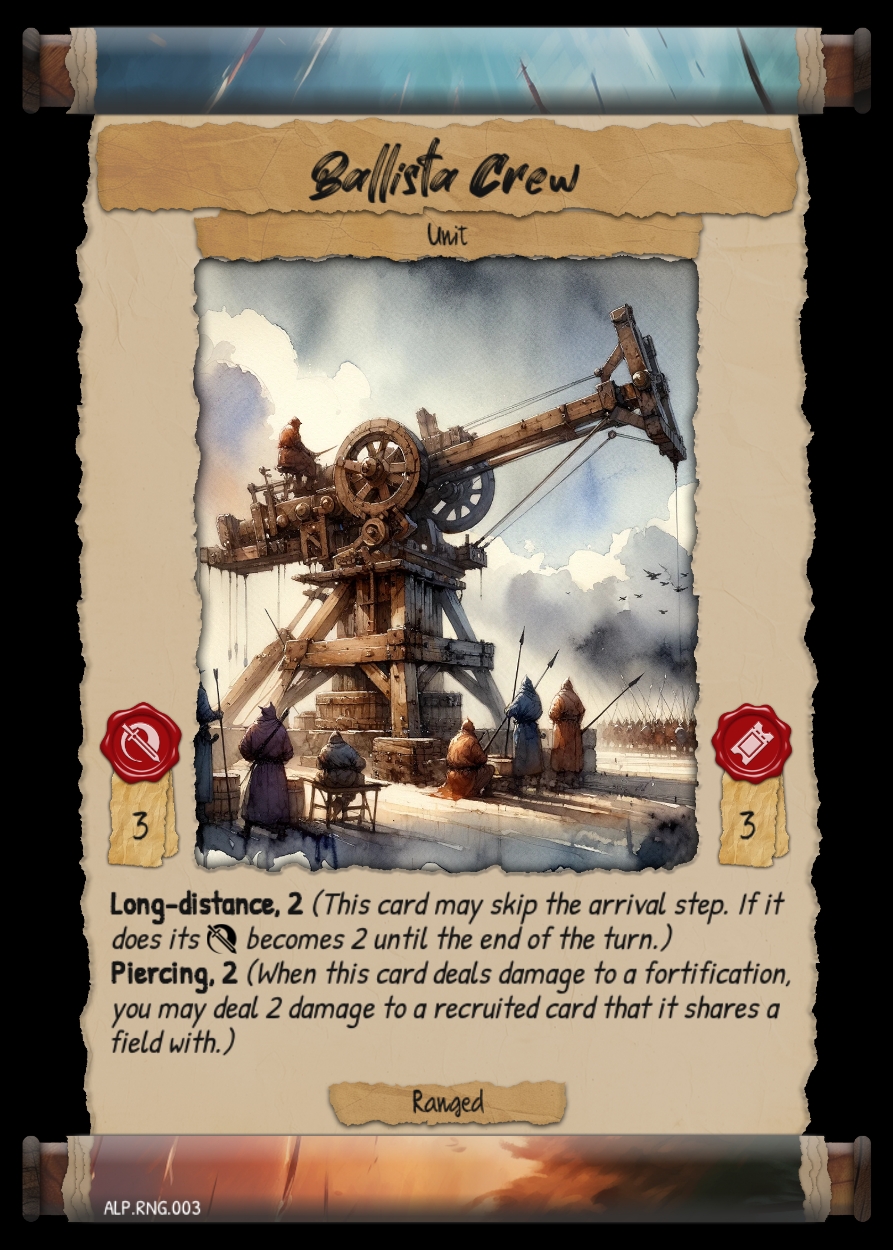 Ballista Crew
Unit
3
3
Long-distance, 2 (This card may skip the arrival step. If it
does its becomes 2 until the end of the turn.)
Piercing, 2 (When this card deals damage to a fortification,
you may deal 2 damage to a recruited card that it shares a
field with.)
Ranged
ALP.RNG.003